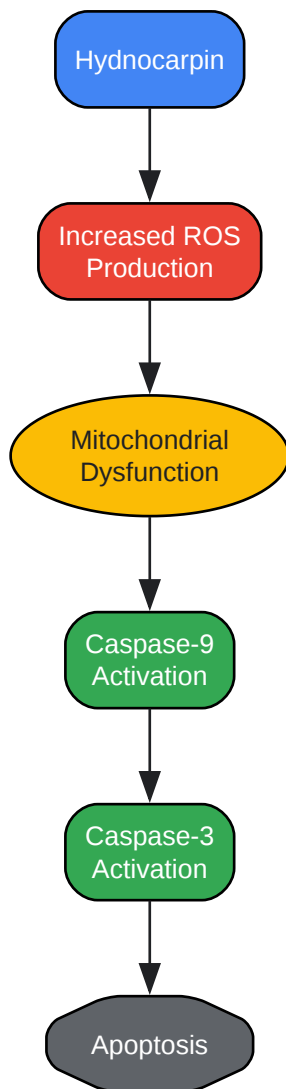 Hydnocarpin
Increased ROS
Production
Mitochondrial
Dysfunction
Caspase-9
Activation
Caspase-3
Activation
Apoptosis